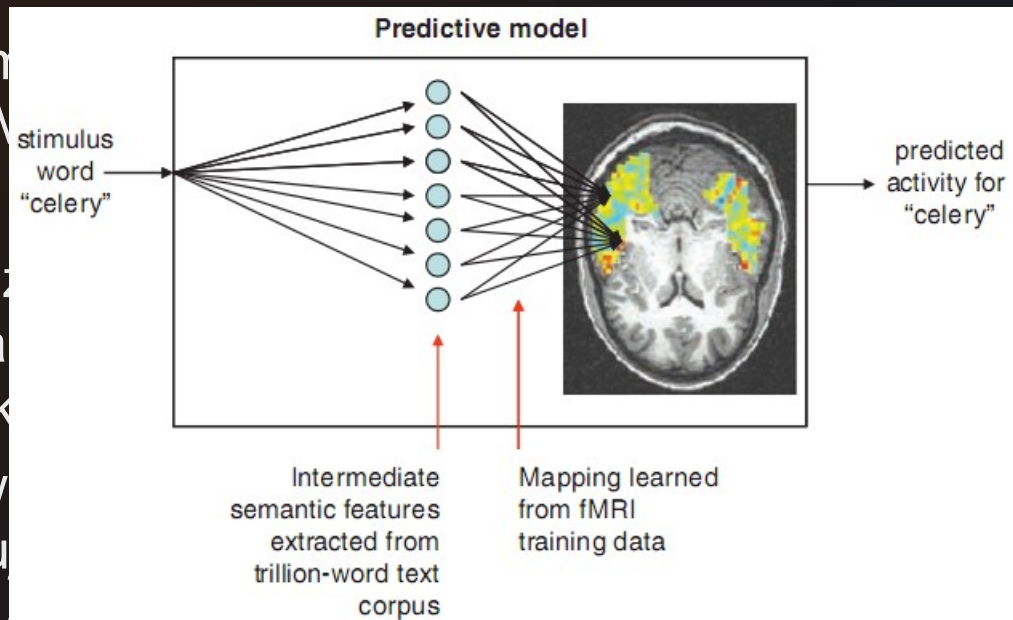 Predictive model
stimulus
word
“celery”
predicted
activity for
“celery”
Intermediate
semantic features
extracted from
trillion-word text
corpus
Mapping learned
from fMRI
training data